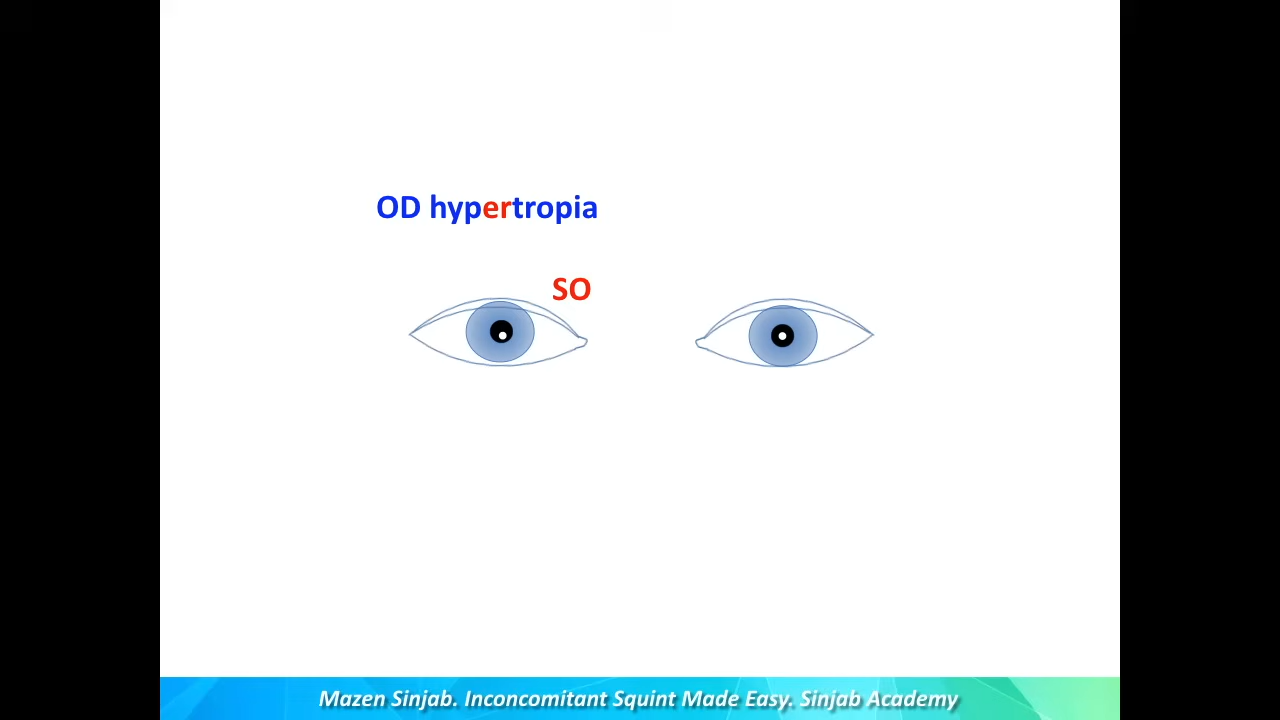 OD hypertropia
SO
Mazen Sinjab. Inconcomitant Squint Made Easy. Sinjab Academy